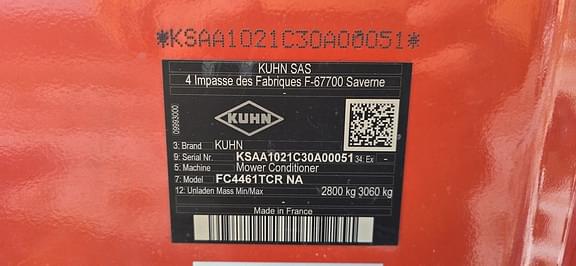 *KSAA1021C30A00051*
KUHN SAS
4 Impasse des Fabriques F-67700 Saverne
-
09993000
KUHN
3: Brand KUHN
9: Serial Nr. KSAA1021C30A00051 34: Ex -
5: Machine Mower Conditioner
7: Model FC4461TCR NA
12: Unladen Mass Min/Max 2800 kg 3060 kg
-
Made in France